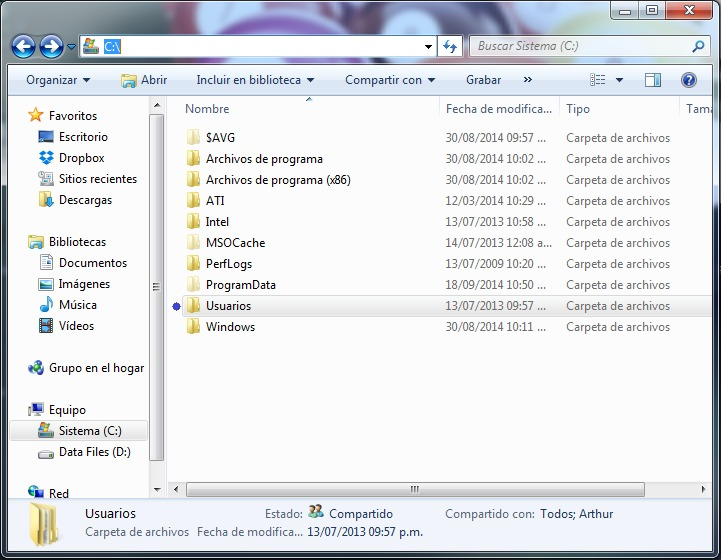 C:\
Buscar Sistema (C:)
Organizar Abrir Incluir en biblioteca Compartir con Grabar »
Favoritos
Escritorio
Dropbox
Sitios recientes
Descargas
Bibliotecas
Documentos
Imágenes
Música
Vídeos
Grupo en el hogar
Equipo
Sistema (C:)
Data Files (D:)
Red
Nombre Fecha de modifica... Tipo Tama
$AVG 30/08/2014 09:57 ... Carpeta de archivos
Archivos de programa 30/08/2014 10:02 ... Carpeta de archivos
Archivos de programa (x86) 30/08/2014 10:02 ... Carpeta de archivos
ATI 12/03/2014 10:29 ... Carpeta de archivos
Intel 13/07/2013 10:58 ... Carpeta de archivos
MSOCache 14/07/2013 12:08 a... Carpeta de archivos
PerfLogs 13/07/2009 10:20 ... Carpeta de archivos
ProgramData 18/09/2014 10:50 ... Carpeta de archivos
Usuarios 13/07/2013 09:57 ... Carpeta de archivos
Windows 30/08/2014 10:11 ... Carpeta de archivos
Usuarios Estado: Compartido Compartido con: Todos; Arthur
Carpeta de archivos Fecha de modifica... 13/07/2013 09:57 p.m.